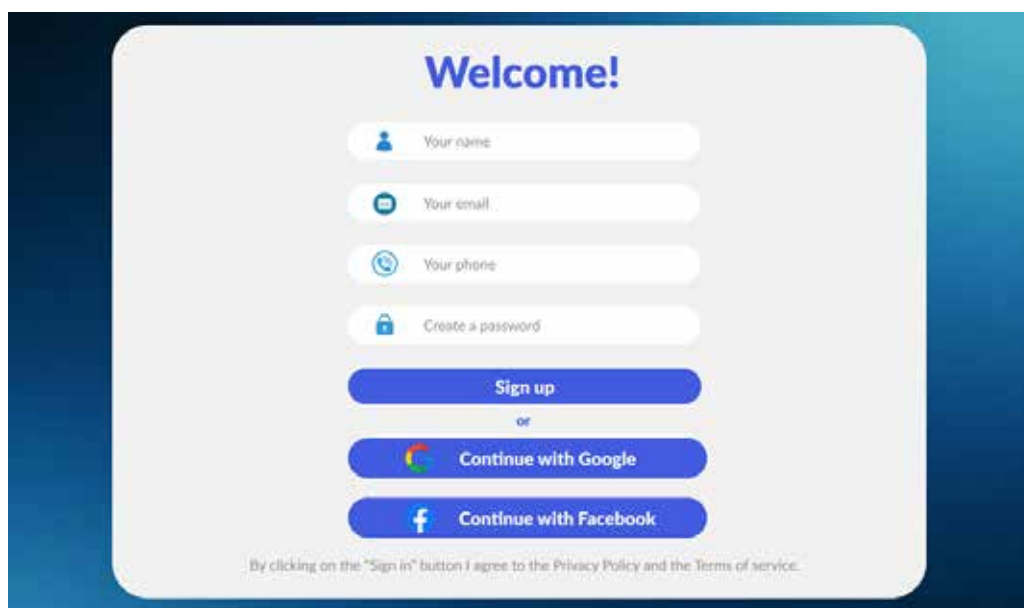 Welcome!
Your name
Your email
Your phone
Create a password
Sign up
or
Continue with Google
Continue with Facebook
By clicking on the "Sign in" button I agree to the Privacy Policy and the Terms of service.